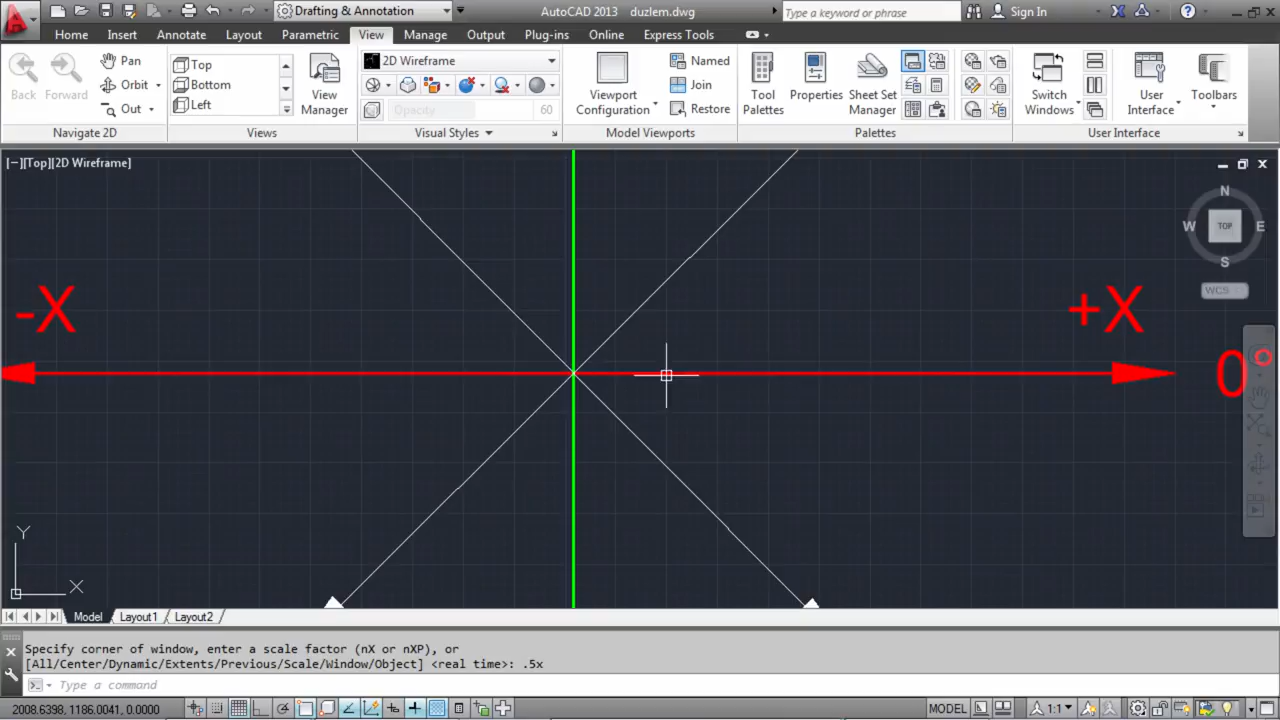 Drafting & Annotation
AutoCAD 2013 duzlem.dwg
Type a keyword or phrase
Sign In
Home Insert Annotate Layout Parametric View Manage Output Plug-ins Online Express Tools
Back
Forward
Pan
Orbit
Out
Navigate 2D
Top
Bottom
Left
View
Manager
Views
2D Wireframe
Opacity 60
Visual Styles
Viewport
Configuration
Named
Join
Restore
Model Viewports
Tool
Palettes
Properties
Sheet Set
Manager
Palettes
Switch
Windows
User
Interface
Toolbars
User Interface
[−][Top][2D Wireframe]
N
W TOP E
S
WCS
-X
+X
0
Y
X
Model Layout1 Layout2
Specify corner of window, enter a scale factor (nX or nXP), or
[All/Center/Dynamic/Extents/Previous/Scale/Window/Object] <real time>: .5x
Type a command
2008.6398, 1186.0041, 0.0000
MODEL
1:1